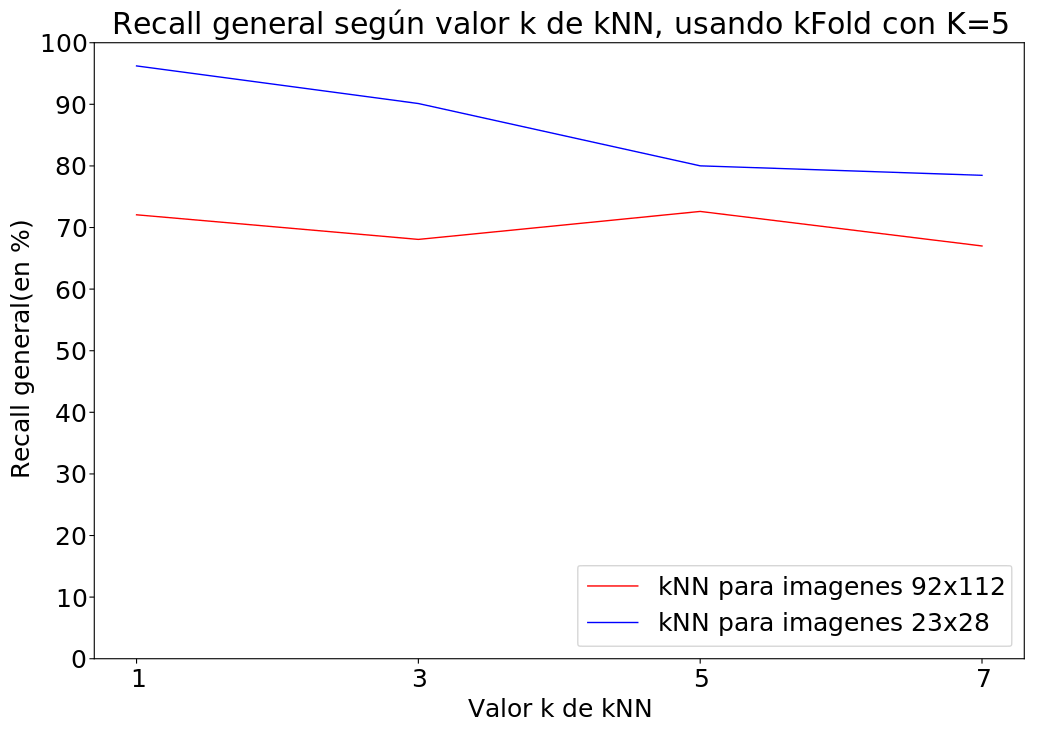 Recall general según valor k de kNN, usando kFold con K=5
100
90
80
70
60
50
40
30
20
10
0
Recall general(en %)
kNN para imagenes 92x112
kNN para imagenes 23x28
1 3 5 7
Valor k de kNN